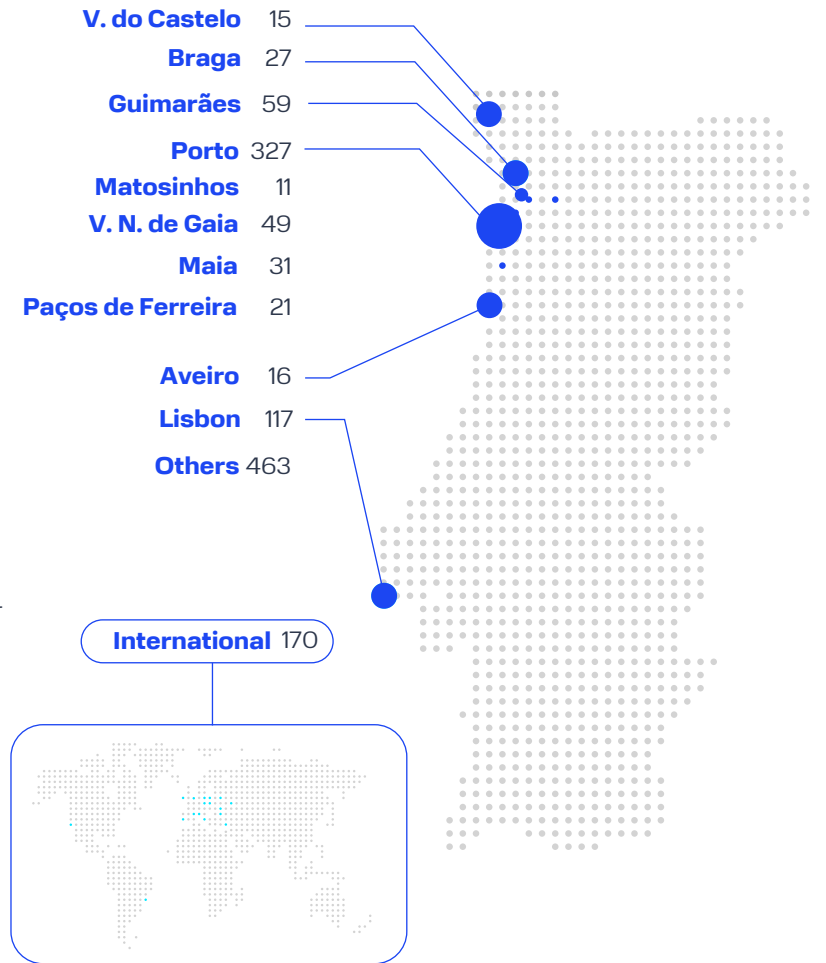 V. do Castelo 15
Braga 27
Guimarães 59
Porto 327
Matosinhos 11
V. N. de Gaia 49
Maia 31
Paços de Ferreira 21
Aveiro 16
Lisbon 117
Others 463
International 170